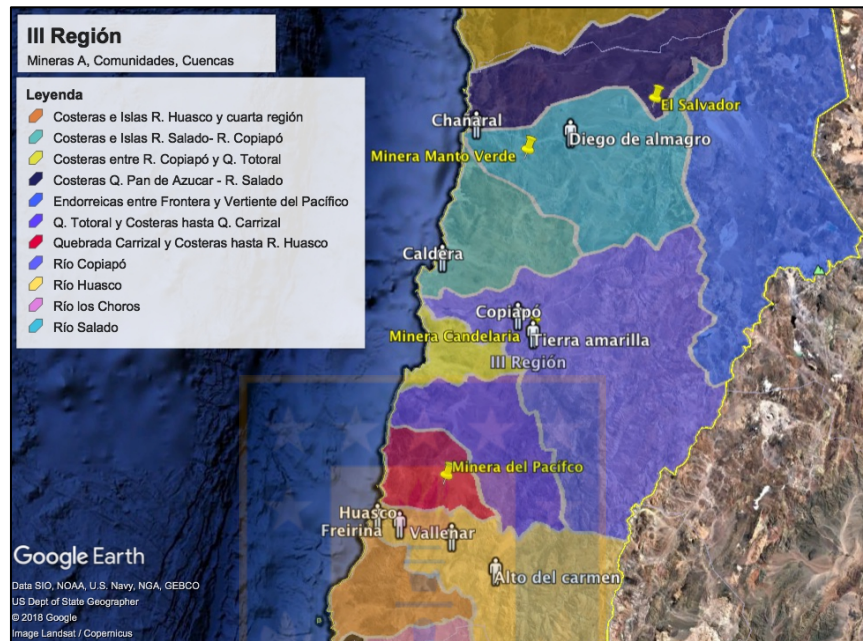 III Región
Mineras A, Comunidades, Cuencas
Leyenda
Costeras e Islas R. Huasco y cuarta región
Costeras e Islas R. Salado- R. Copiapó
Costeras entre R. Copiapó y Q. Totoral
Costeras Q. Pan de Azucar - R. Salado
Endorreicas entre Frontera y Vertiente del Pacífico
Q. Totoral y Costeras hasta Q. Carrizal
Quebrada Carrizal y Costeras hasta R. Huasco
Río Copiapó
Río Huasco
Río los Choros
Río Salado
El Salvador
Chañaral
Diego de almagro
Minera Manto Verde
Caldera
Copiapó
Minera Candelaria
Tierra amarilla
III Región
Minera del Pacifco
Huasco
Freirina
Vallenar
Alto del carmen
Google Earth
Data SIO, NOAA, U.S. Navy, NGA, GEBCO
US Dept of State Geographer
© 2018 Google
Image Landsat / Copernicus